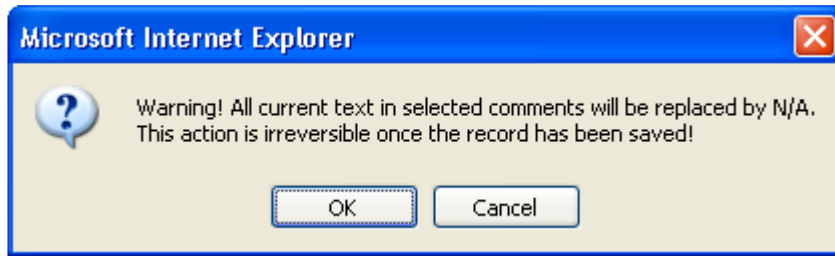 Microsoft Internet Explorer
Warning! All current text in selected comments will be replaced by N/A.
This action is irreversible once the record has been saved!
OK Cancel